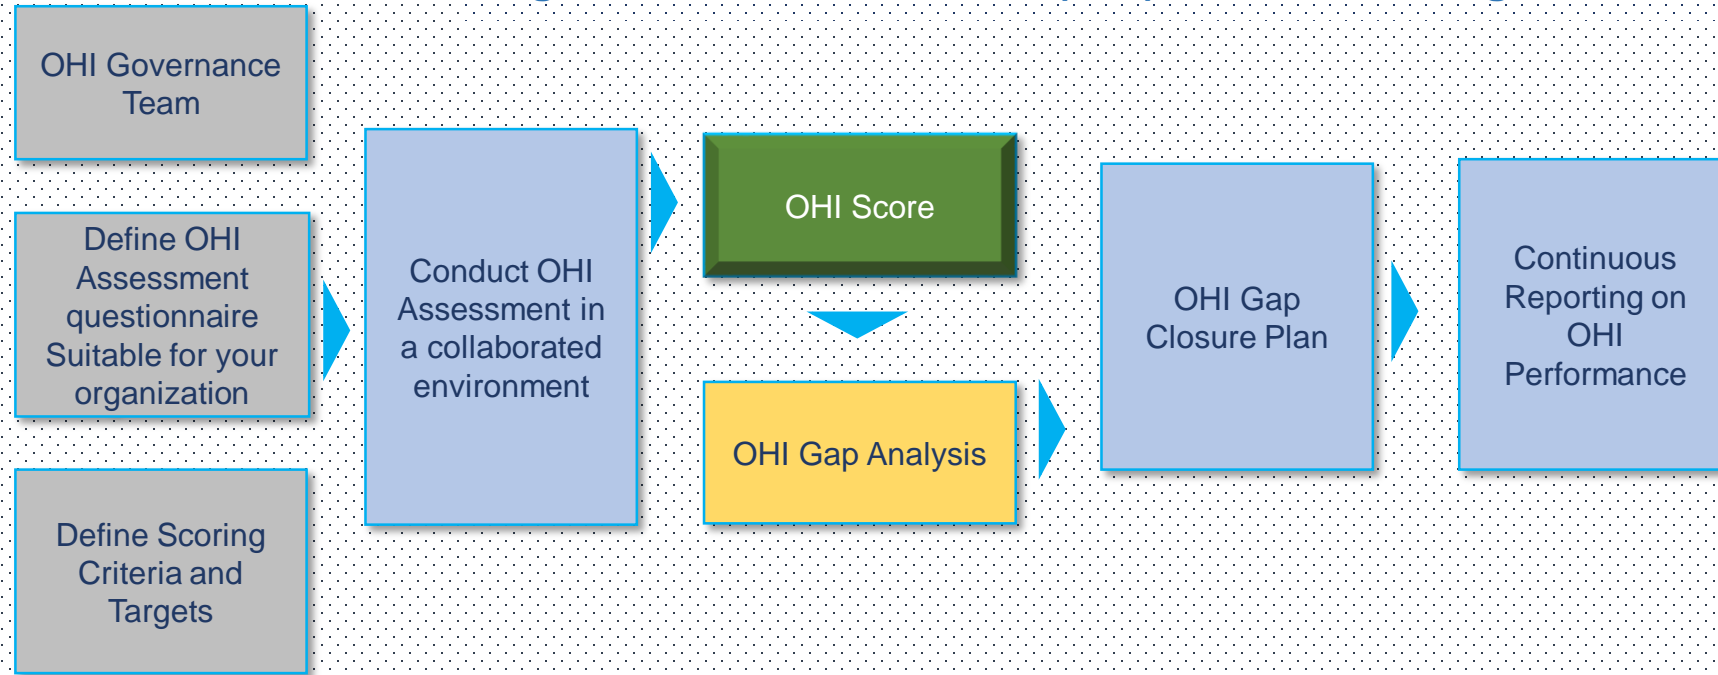 OHI Governance
Team
Define OHI
Assessment
questionnaire
Suitable for your
organization
Define Scoring
Criteria and
Targets
Conduct OHI
Assessment in
a collaborated
environment
OHI Score
OHI Gap Analysis
OHI Gap
Closure Plan
Continuous
Reporting on
OHI
Performance